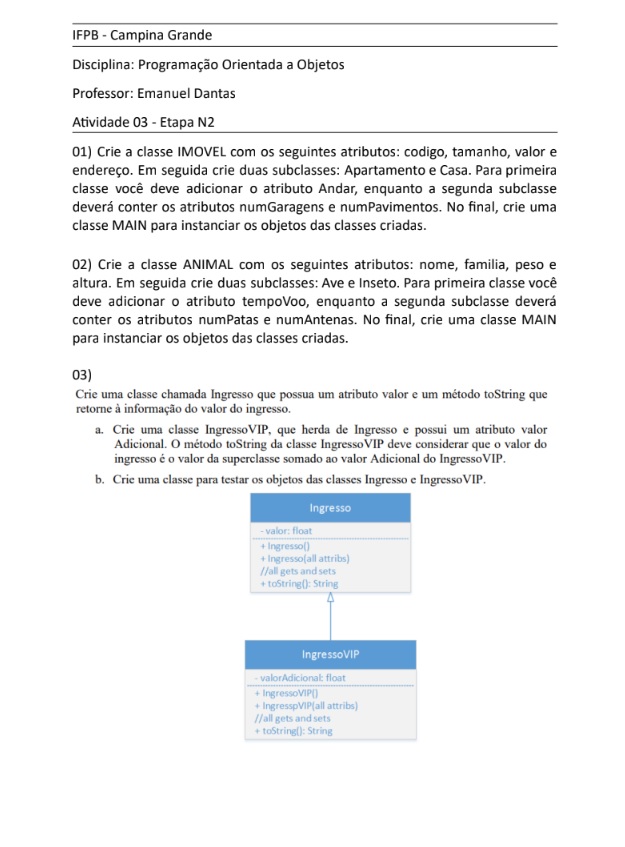 IFPB - Campina Grande
Disciplina: Programação Orientada a Objetos
Professor: Emanuel Dantas
Atividade 03 - Etapa N2
01) Crie a classe IMOVEL com os seguintes atributos: codigo, tamanho, valor e
endereço. Em seguida crie duas subclasses: Apartamento e Casa. Para primeira
classe você deve adicionar o atributo Andar, enquanto a segunda subclasse
deverá conter os atributos numGaragens e numPavimentos. No final, crie uma
classe MAIN para instanciar os objetos das classes criadas.
02) Crie a classe ANIMAL com os seguintes atributos: nome, familia, peso e
altura. Em seguida crie duas subclasses: Ave e Inseto. Para primeira classe você
deve adicionar o atributo tempoVoo, enquanto a segunda subclasse deverá
conter os atributos numPatas e numAntenas. No final, crie uma classe MAIN
para instanciar os objetos das classes criadas.
03)
Crie uma classe chamada Ingresso que possua um atributo valor e um método toString que
retorne à informação do valor do ingresso.
a. Crie uma classe IngressoVIP, que herda de Ingresso e possui um atributo valor
Adicional. O método toString da classe IngressoVIP deve considerar que o valor do
ingresso é o valor da superclasse somado ao valor Adicional do IngressoVIP.
b. Crie uma classe para testar os objetos das classes Ingresso e IngressoVIP.
Ingresso
- valor: float
+ Ingresso()
+ Ingresso(all attribs)
//all gets and sets
+ toString(): String
IngressoVIP
- valorAdicional: float
+ IngressoVIP()
+ IngresspVIP(all attribs)
//all gets and sets
+ toString(): String